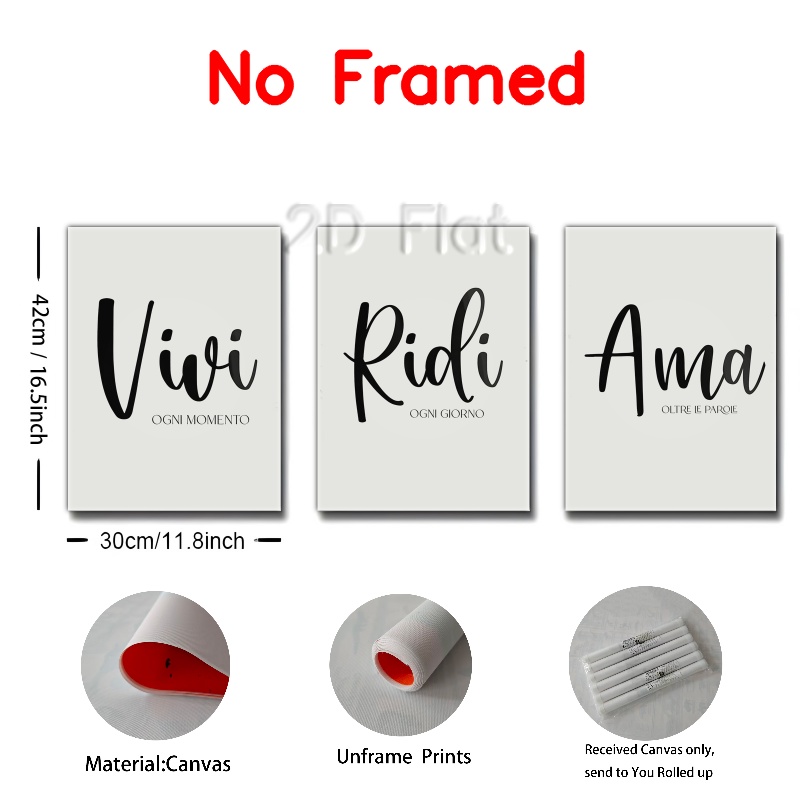 No Framed
2.D Flat
42cm / 16.5inch
Vivi
OGNI MOMENTO
Ridi
OGNI GIORNO
Ama
OLTRE LE PAROLE
30cm/11.8inch
Material:Canvas
Unframe Prints
Received Canvas only,
send to You Rolled up